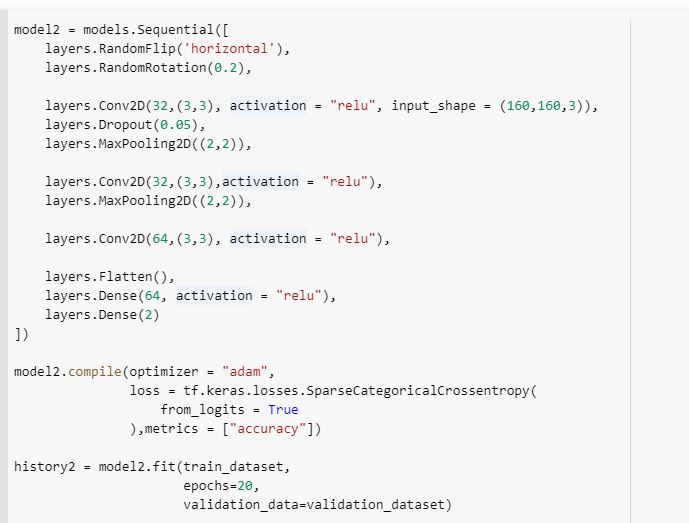 model2 = models.Sequential([
    layers.RandomFlip('horizontal'),
    layers.RandomRotation(0.2),

    layers.Conv2D(32,(3,3), activation = "relu", input_shape = (160,160,3)),
    layers.Dropout(0.05),
    layers.MaxPooling2D((2,2)),

    layers.Conv2D(32,(3,3),activation = "relu"),
    layers.MaxPooling2D((2,2)),

    layers.Conv2D(64,(3,3), activation = "relu"),

    layers.Flatten(),
    layers.Dense(64, activation = "relu"),
    layers.Dense(2)
])

model2.compile(optimizer = "adam",
               loss = tf.keras.losses.SparseCategoricalCrossentropy(
                   from_logits = True
               ),metrics = ["accuracy"])

history2 = model2.fit(train_dataset,
                      epochs=20,
                      validation_data=validation_dataset)